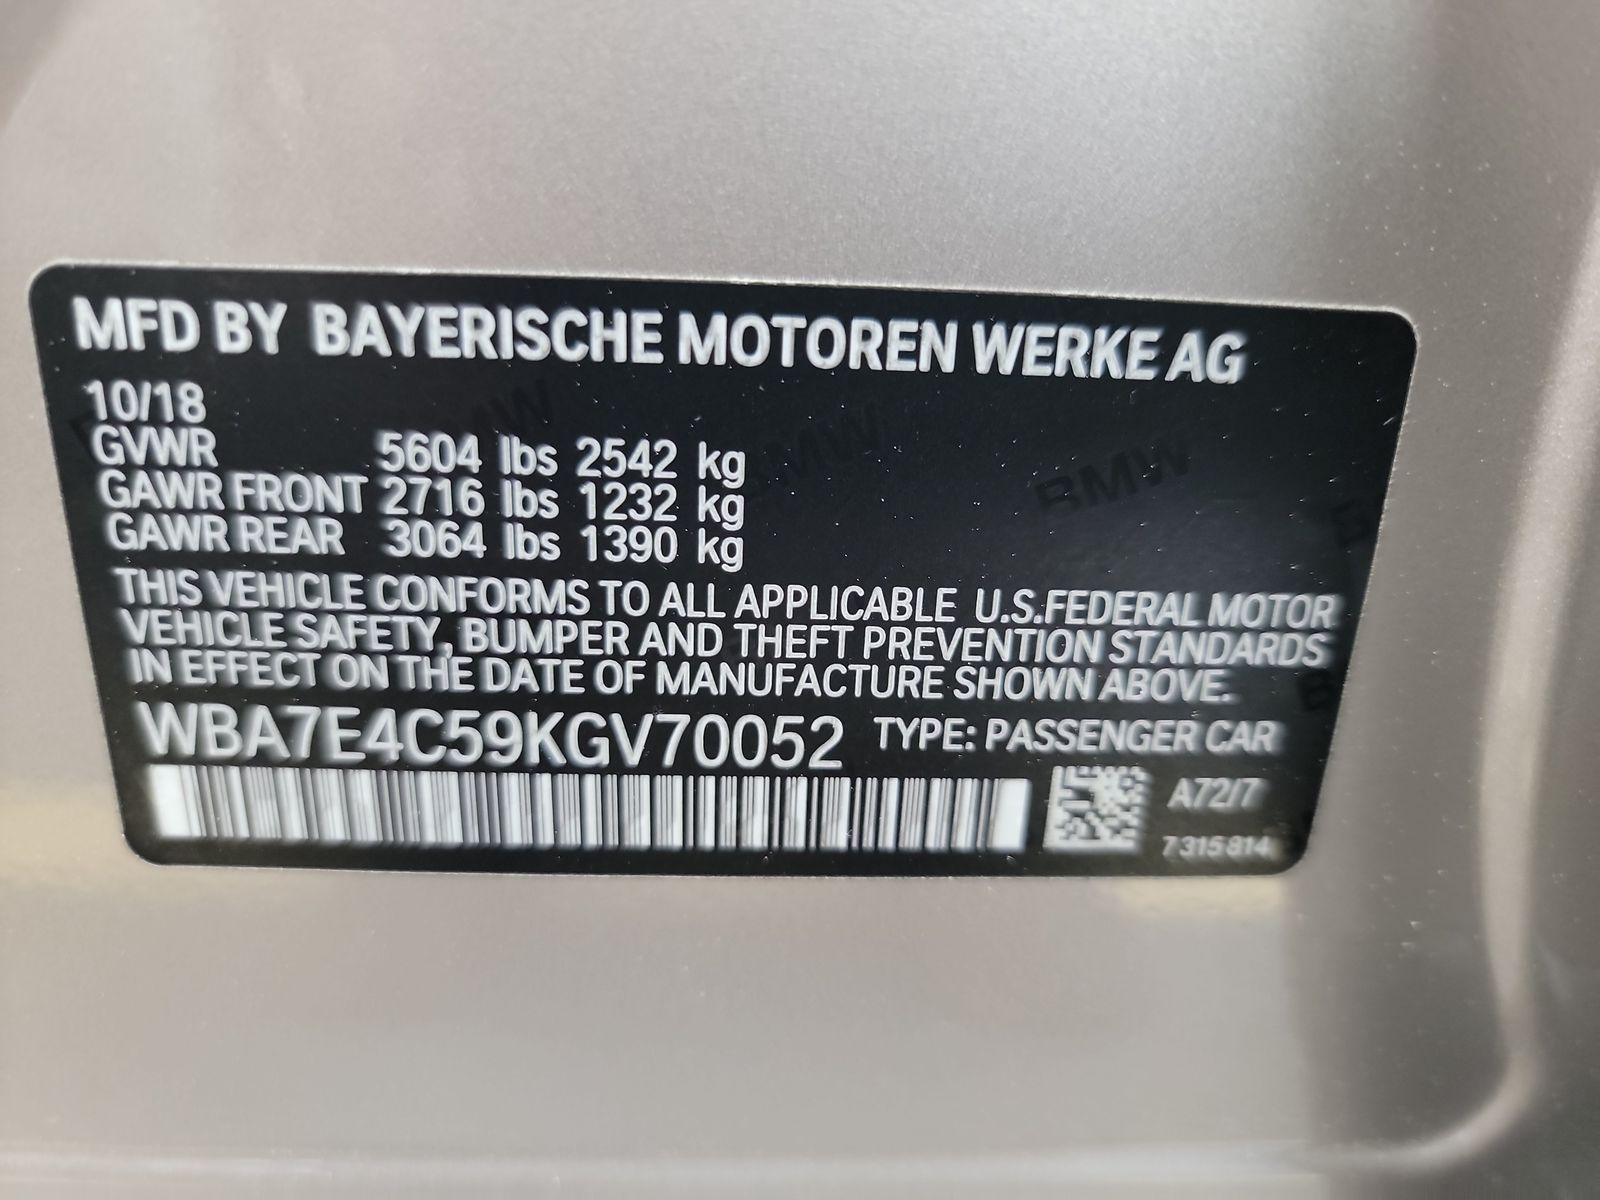 MFD BY BAYERISCHE MOTOREN WERKE AG
10/18
GVWR 5604 lbs 2542 kg
GAWR FRONT 2716 lbs 1232 kg
GAWR REAR 3064 lbs 1390 kg
THIS VEHICLE CONFORMS TO ALL APPLICABLE U.S.FEDERAL MOTOR
VEHICLE SAFETY, BUMPER AND THEFT PREVENTION STANDARDS
IN EFFECT ON THE DATE OF MANUFACTURE SHOWN ABOVE.
WBA7E4C59KGV70052 TYPE: PASSENGER CAR
A72/7
7 315 814
BMW
BMW
BMW